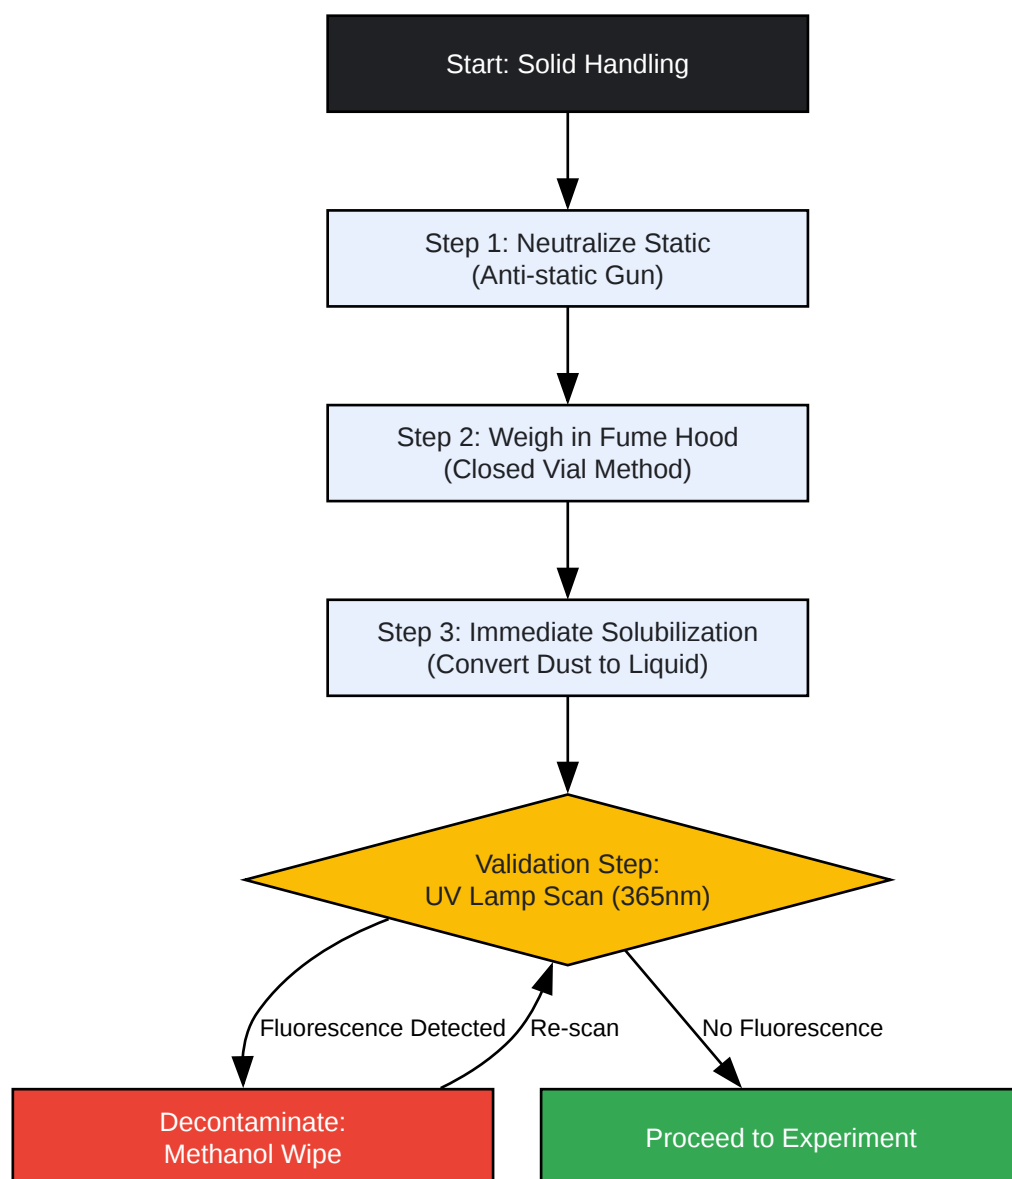 Start: Solid Handling
Step 1: Neutralize Static
(Anti-static Gun)
Step 2: Weigh in Fume Hood
(Closed Vial Method)
Step 3: Immediate Solubilization
(Convert Dust to Liquid)
Validation Step:
UV Lamp Scan (365nm)
Fluorescence Detected
Re-scan
No Fluorescence
Decontaminate:
Methanol Wipe
Proceed to Experiment